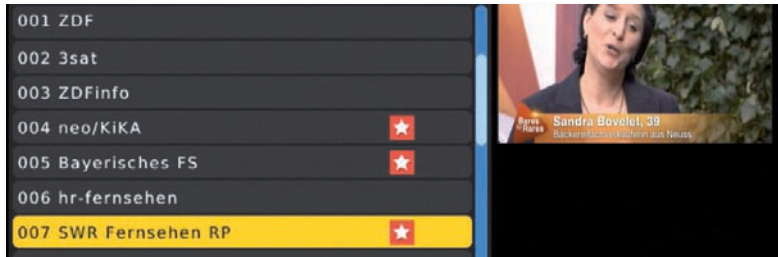 001 ZDF
002 3sat
003 ZDFinfo
004 neo/KiKA
005 Bayerisches FS
006 hr-fernsehen
007 SWR Fernsehen RP
Bares
für Rares
Sandra Bovelet, 39
Bäckereifachverkäuferin aus Neuss